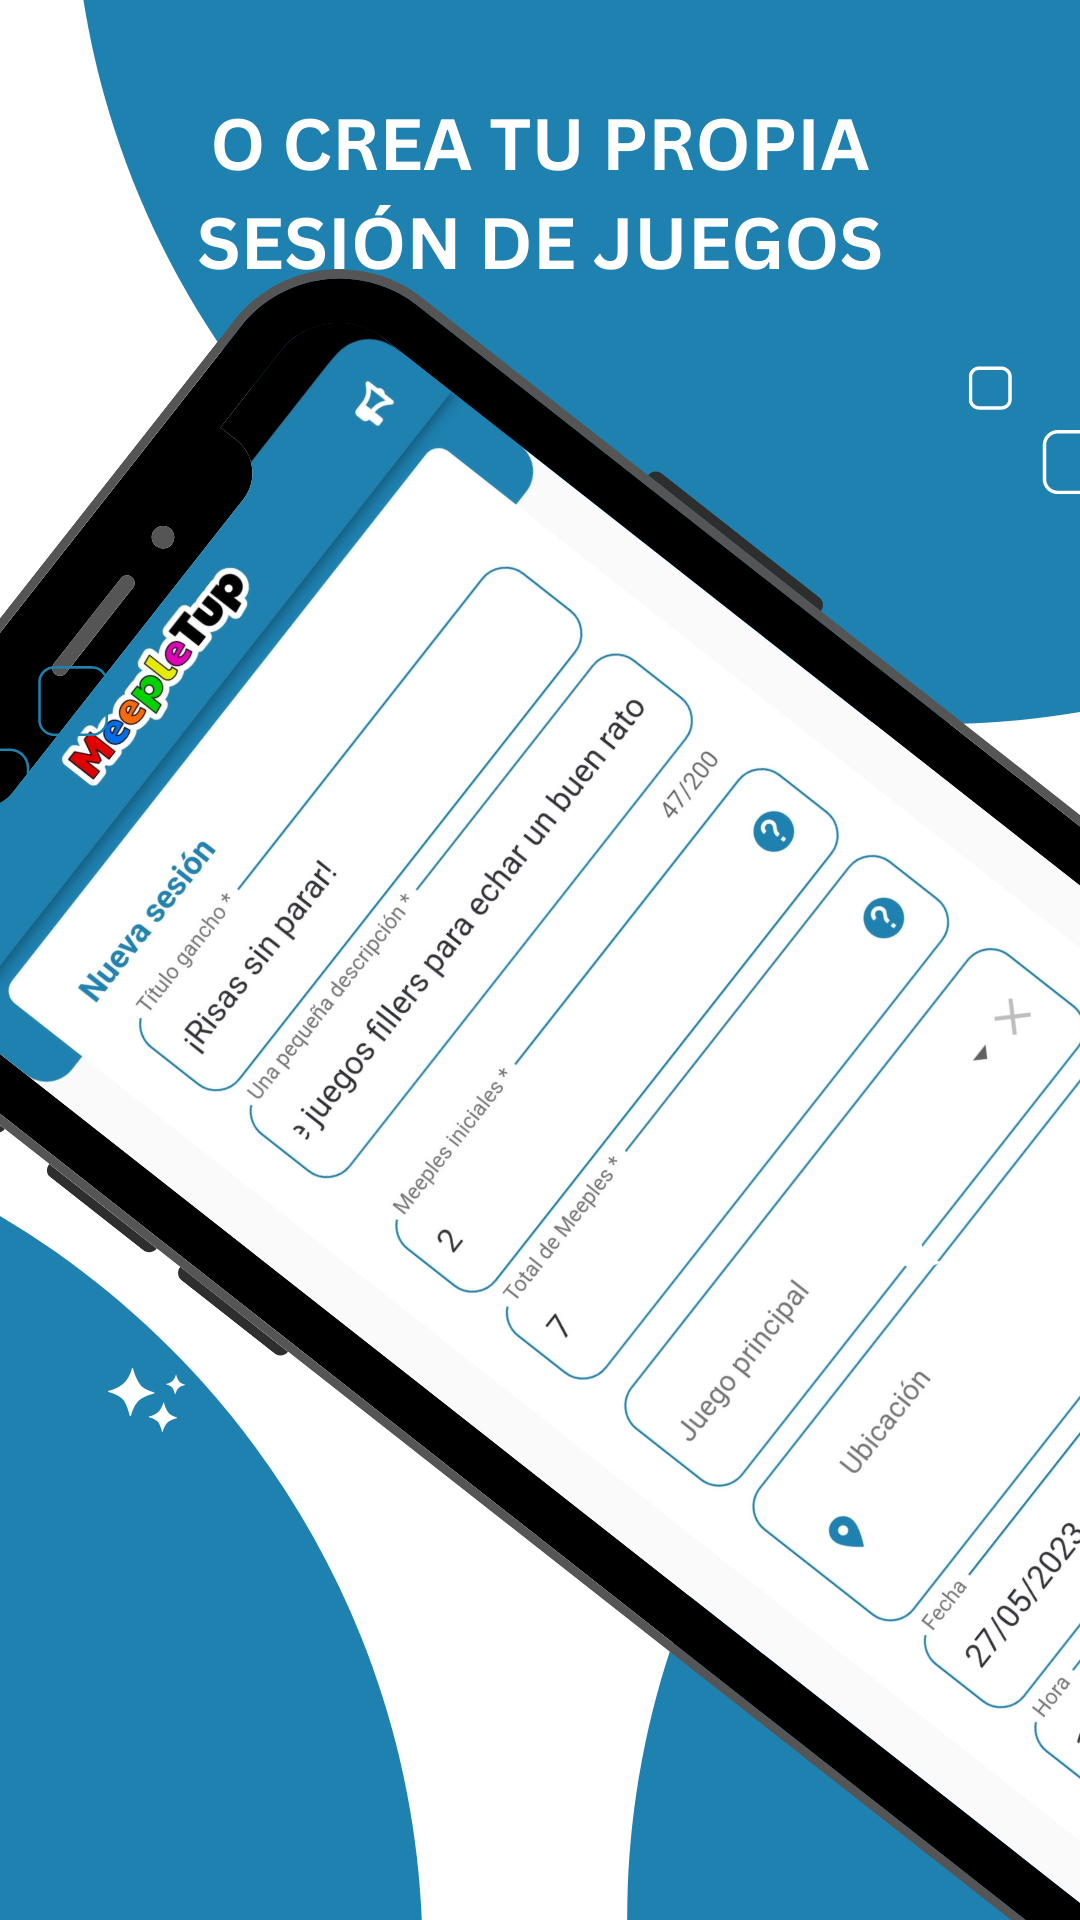 O CREA TU PROPIA
SESIÓN DE JUEGOS
MeepleTup
Nueva sesión
Título gancho *
¡Risas sin parar!
Una pequeña descripción *
e juegos fillers para echar un buen rato
47/200
Meeples iniciales *
2
Total de Meeples *
7
Juego principal
Ubicación
Fecha
27/05/2023
Hora